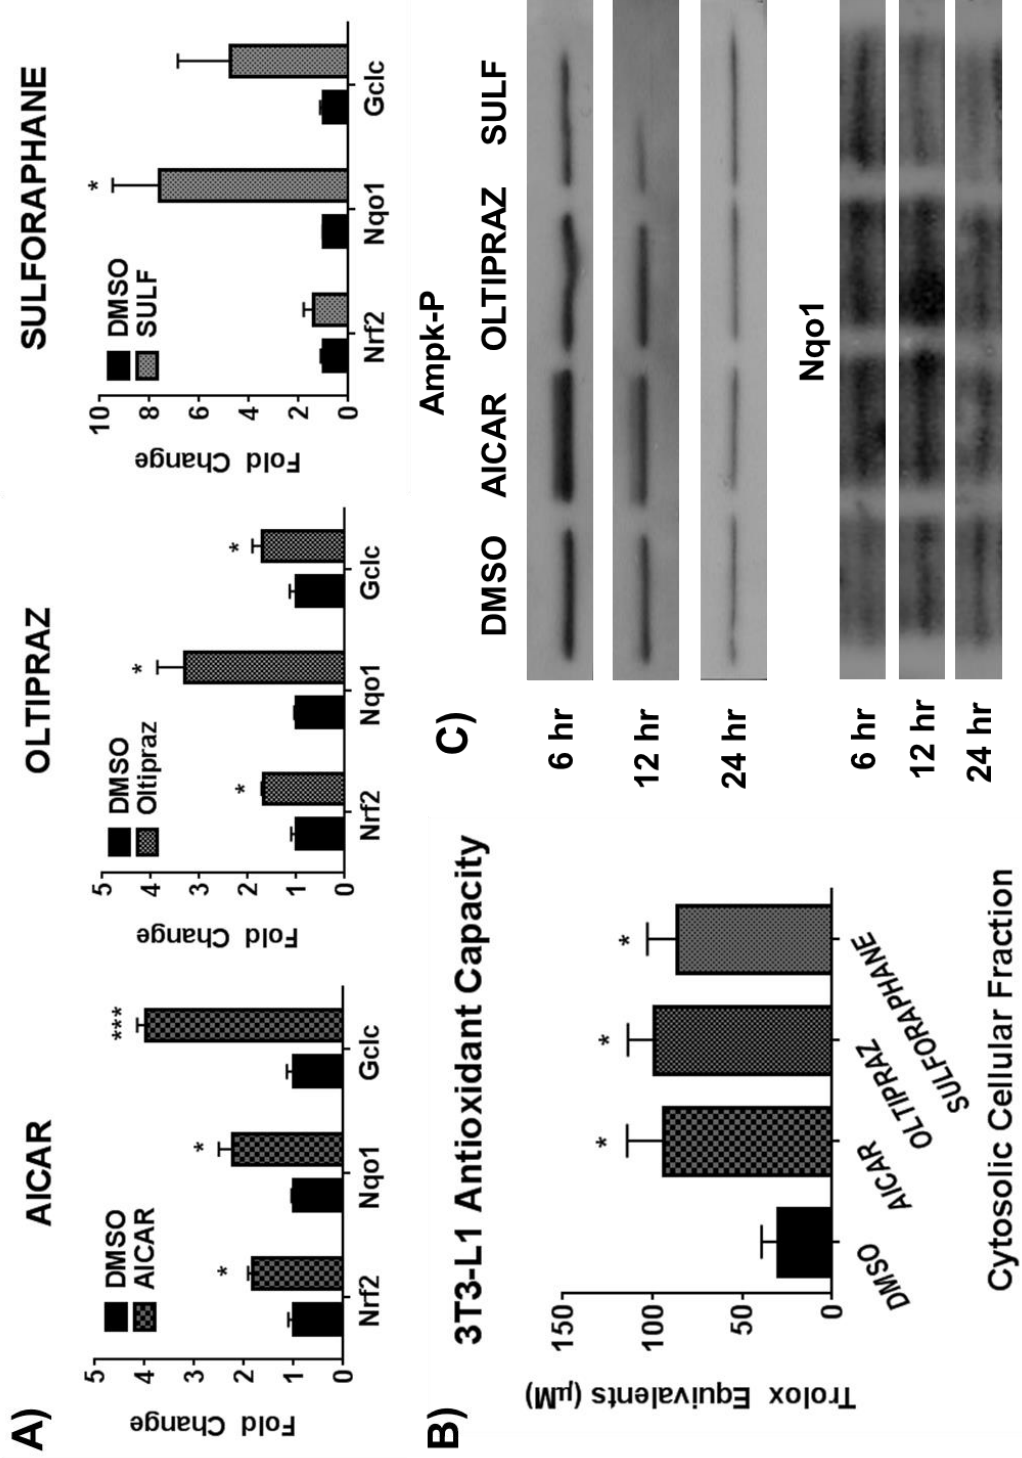 A)
AICAR
5
4
3
2
1
0
Fold Change
DMSO
AICAR
*
*
***
Nrf2 Nqo1 Gclc
OLTIPRAZ
5
4
3
2
1
0
Fold Change
DMSO
Oltipraz
*
*
*
Nrf2 Nqo1 Gclc
SULFORAPHANE
10
8
6
4
2
0
Fold Change
DMSO
SULF
*
Nrf2 Nqo1 Gclc
B)
3T3-L1 Antioxidant Capacity
150
100
50
0
Trolox Equivalents (µM)
*
*
*
DMSO
AICAR
OLTIPRAZ
SULFORAPHANE
Cytosolic Cellular Fraction
C)
Ampk-P
DMSO AICAR OLTIPRAZ SULF
6 hr
12 hr
24 hr
Nqo1
6 hr
12 hr
24 hr